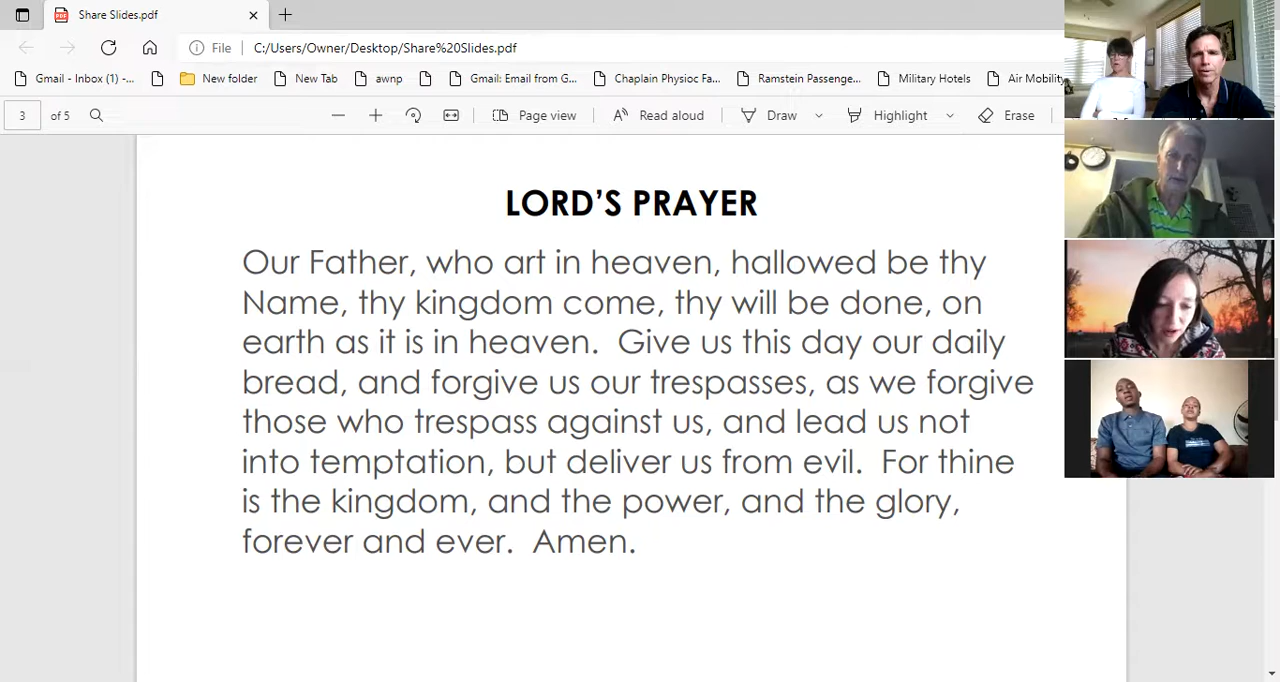 Share Slides.pdf
File C:/Users/Owner/Desktop/Share%20Slides.pdf
Gmail - Inbox (1) -... New folder New Tab awnp Gmail: Email from G... Chaplain Physioc Fa... Ramstein Passenge... Military Hotels Air Mobility
3 of 5 Page view Read aloud Draw Highlight Erase
LORD'S PRAYER
Our Father, who art in heaven, hallowed be thy
Name, thy kingdom come, thy will be done, on
earth as it is in heaven.  Give us this day our daily
bread, and forgive us our trespasses, as we forgive
those who trespass against us, and lead us not
into temptation, but deliver us from evil.  For thine
is the kingdom, and the power, and the glory,
forever and ever.  Amen.